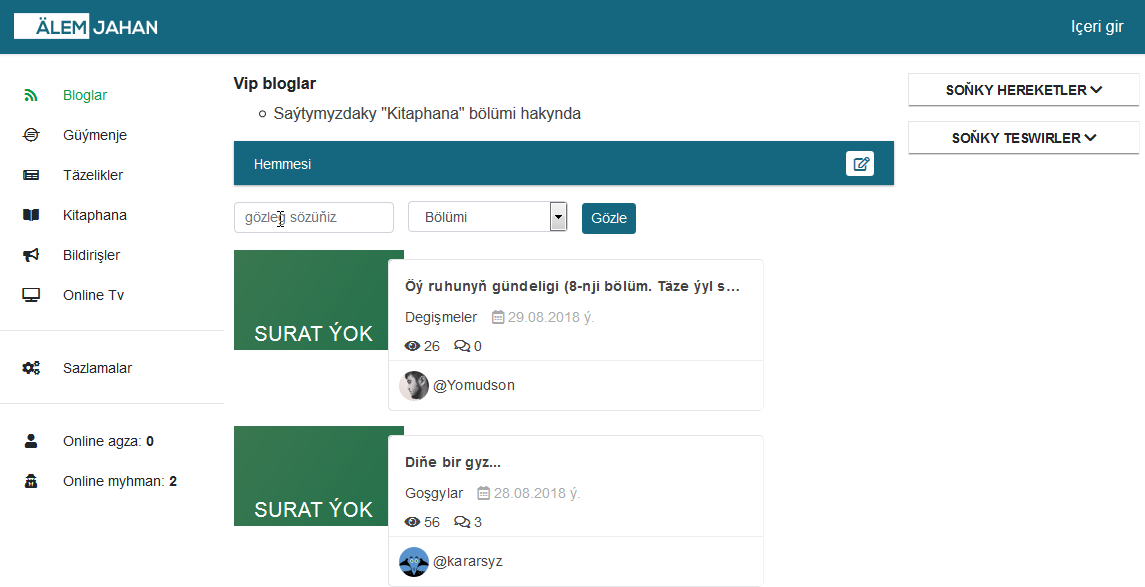 ÄLEM JAHAN
Içeri gir
Bloglar
Güýmenje
Täzelikler
Kitaphana
Bildirişler
Online Tv
Sazlamalar
Online agza: 0
Online myhman: 2
Vip bloglar
Saýtymyzdaky "Kitaphana" bölümi hakynda
Hemmesi
sözüňiz
Bölümi
Gözle
SURAT ÝOK
Öý ruhunyň gündeligi (8-nji bölüm. Täze ýyl s...
Degişmeler 29.08.2018 ý.
26 0
@Yomudson
SURAT ÝOK
Diňe bir gyz...
Goşgylar 28.08.2018 ý.
56 3
@kararsyz
SOŇKY HEREKETLER
SOŇKY TESWIRLER